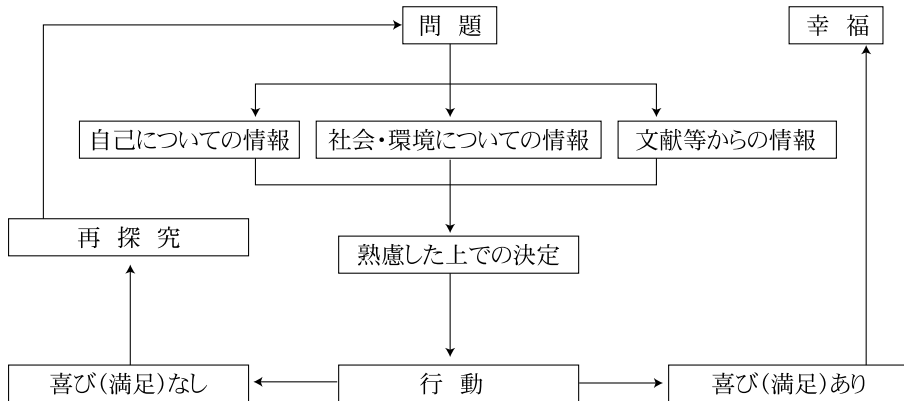 問 題
幸 福
自己についての情報
社会・環境についての情報
文献等からの情報
再 探 究
熟慮した上での決定
喜び(満足)なし
行 動
喜び(満足)あり